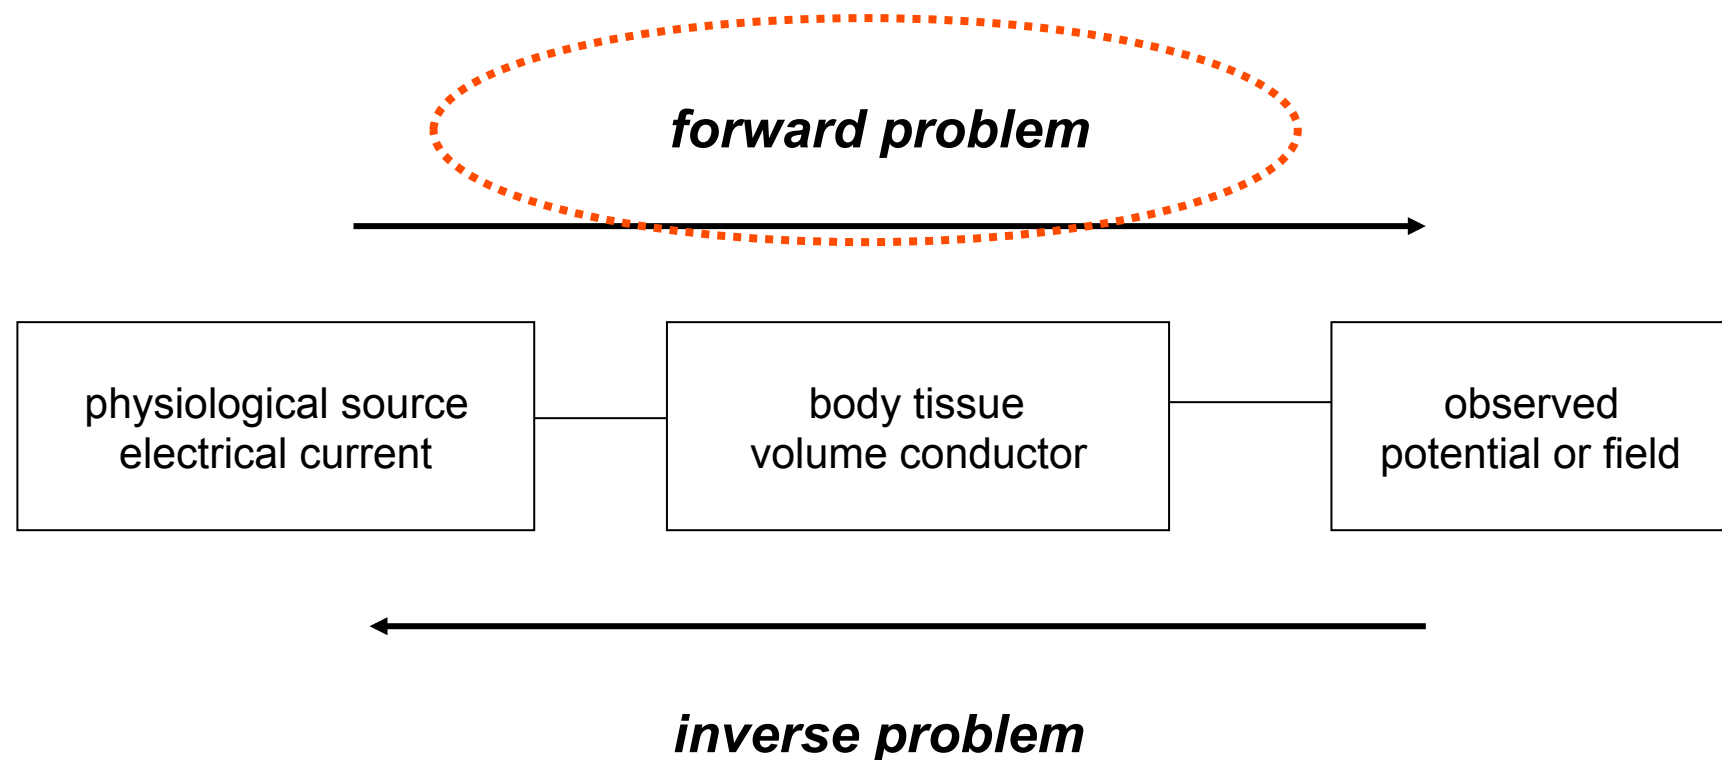 forward problem
physiological source
electrical current
body tissue
volume conductor
observed
potential or field
inverse problem